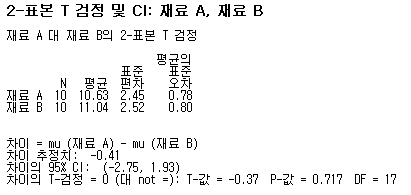 2-표본 T 검정 및 CI: 재료 A, 재료 B
재료 A 대 재료 B의 2-표본 T 검정
평균의
표준 표준
N 평균 편차 오차
재료 A 10 10.63 2.45 0.78
재료 B 10 11.04 2.52 0.80
차이 = mu (재료 A) - mu (재료 B)
차이 추정치: -0.41
차이의 95% CI: (-2.75, 1.93)
차이의 T-검정 = 0 (대 not =): T-값 = -0.37 P-값 = 0.717 DF = 17